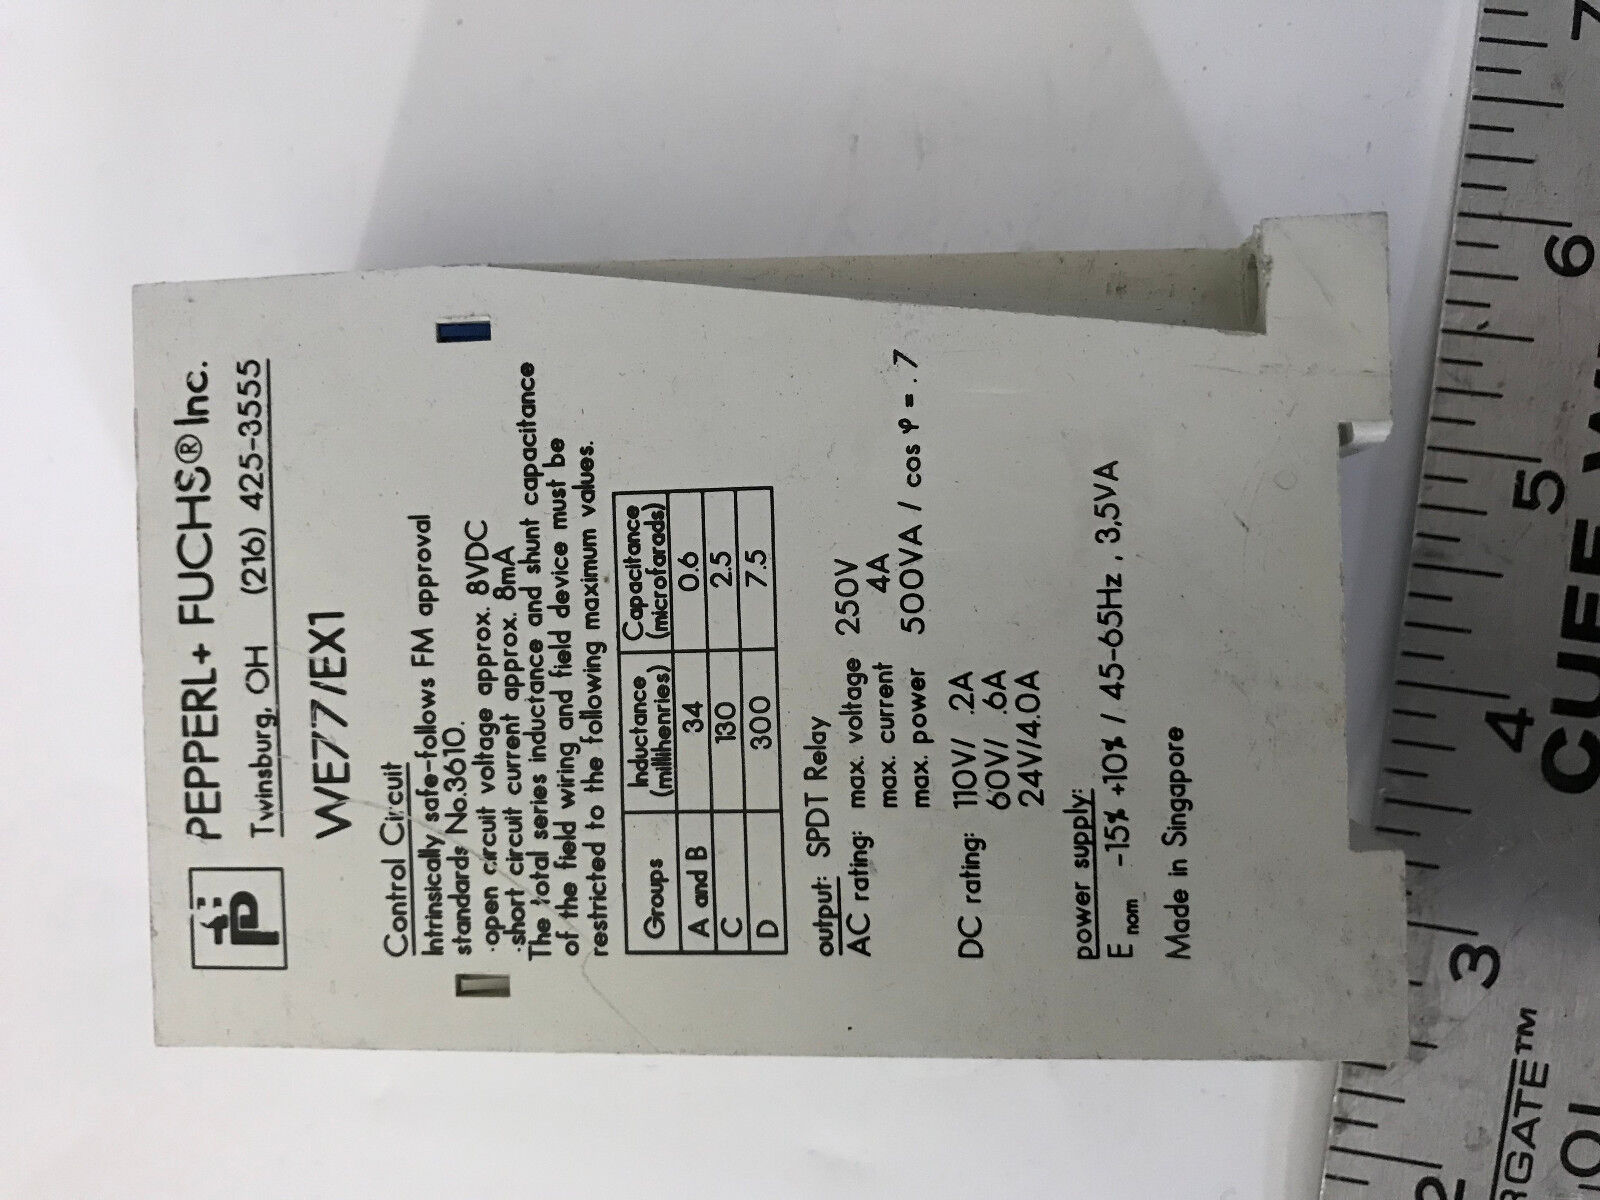 PEPPERL+ FUCHS® Inc.
Twinsburg, OH (216) 425-3555
WE77/EX1
Control Circuit
Intrinsically safe-follows FM approval
standards No.3610.
·open circuit voltage approx. 8VDC
·short circuit current approx. 8mA
The total series inductance and shunt capacitance
of the field wiring and field device must be
restricted to the following maximum values.
Groups Inductance (millihenries) Capacitance (microfarads)
A and B 34 0.6
C 130 2.5
D 300 7.5
output: SPDT Relay
AC rating: max. voltage 250V
max. current 4A
max. power 500VA / cos φ = .7
DC rating: 110V/ .2A
60V/ .6A
24V/4.0A
power supply:
E nom -15% +10% / 45-65Hz , 3,5VA
Made in Singapore
2 3 4 5 6 7